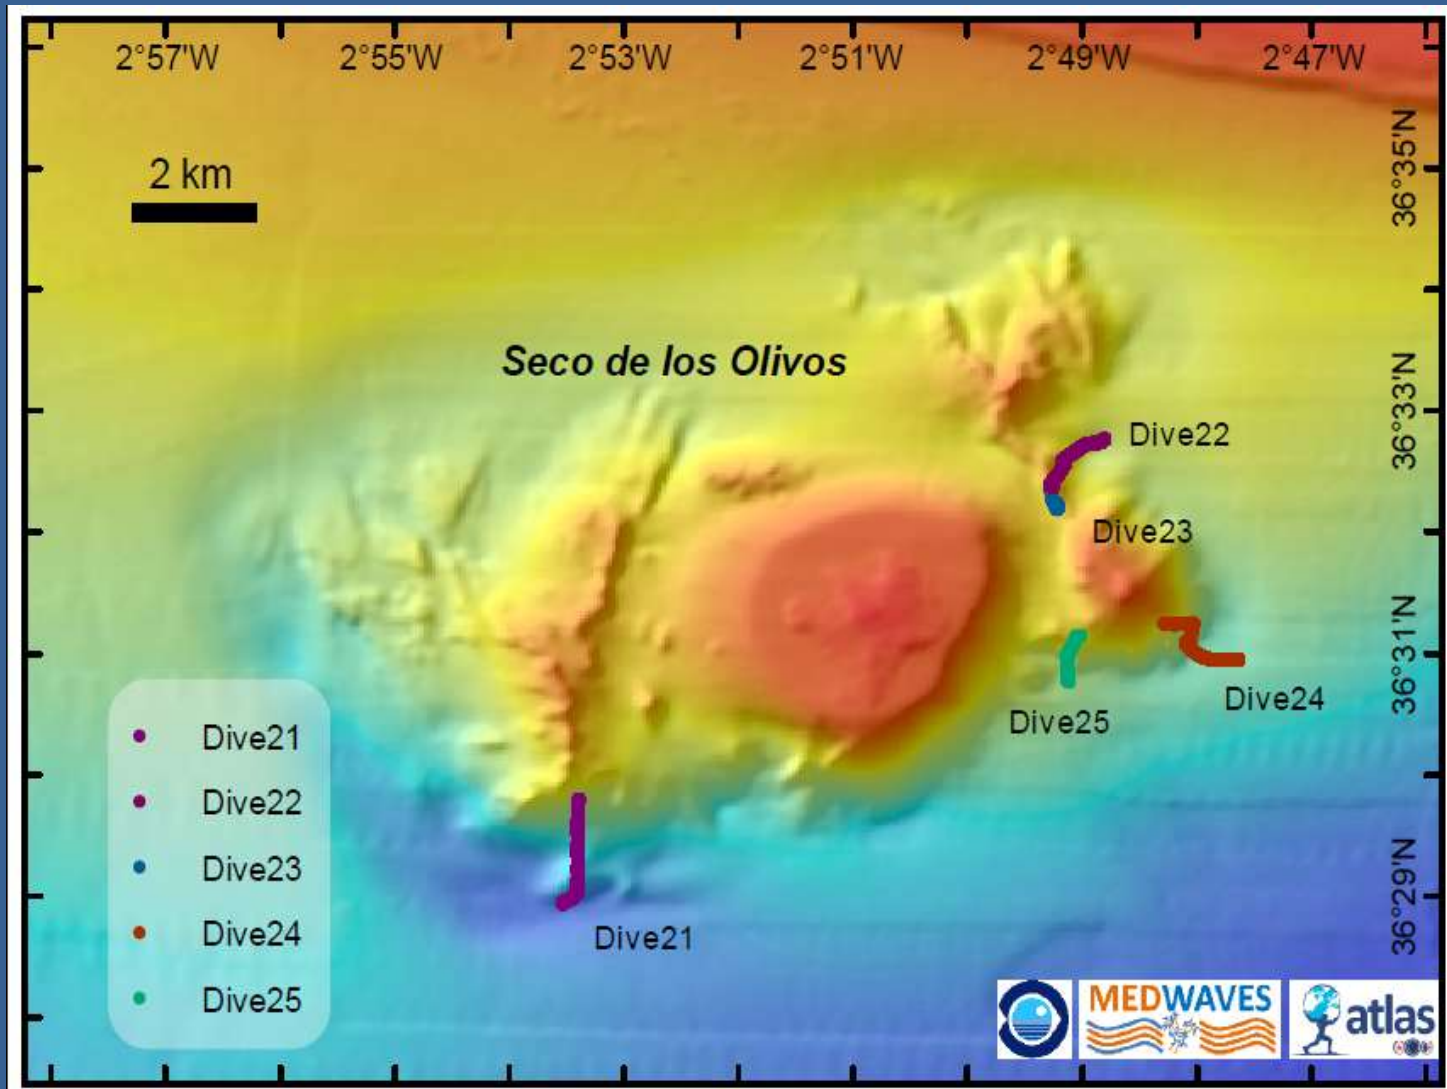 2°57'W 2°55'W 2°53'W 2°51'W 2°49'W 2°47'W
36°35'N
2 km
Seco de los Olivos
36°33'N
Dive22
Dive23
36°31'N
Dive24
Dive25
Dive21
Dive22
Dive23
Dive24
Dive25
36°29'N
Dive21
MEDWAVES
atlas